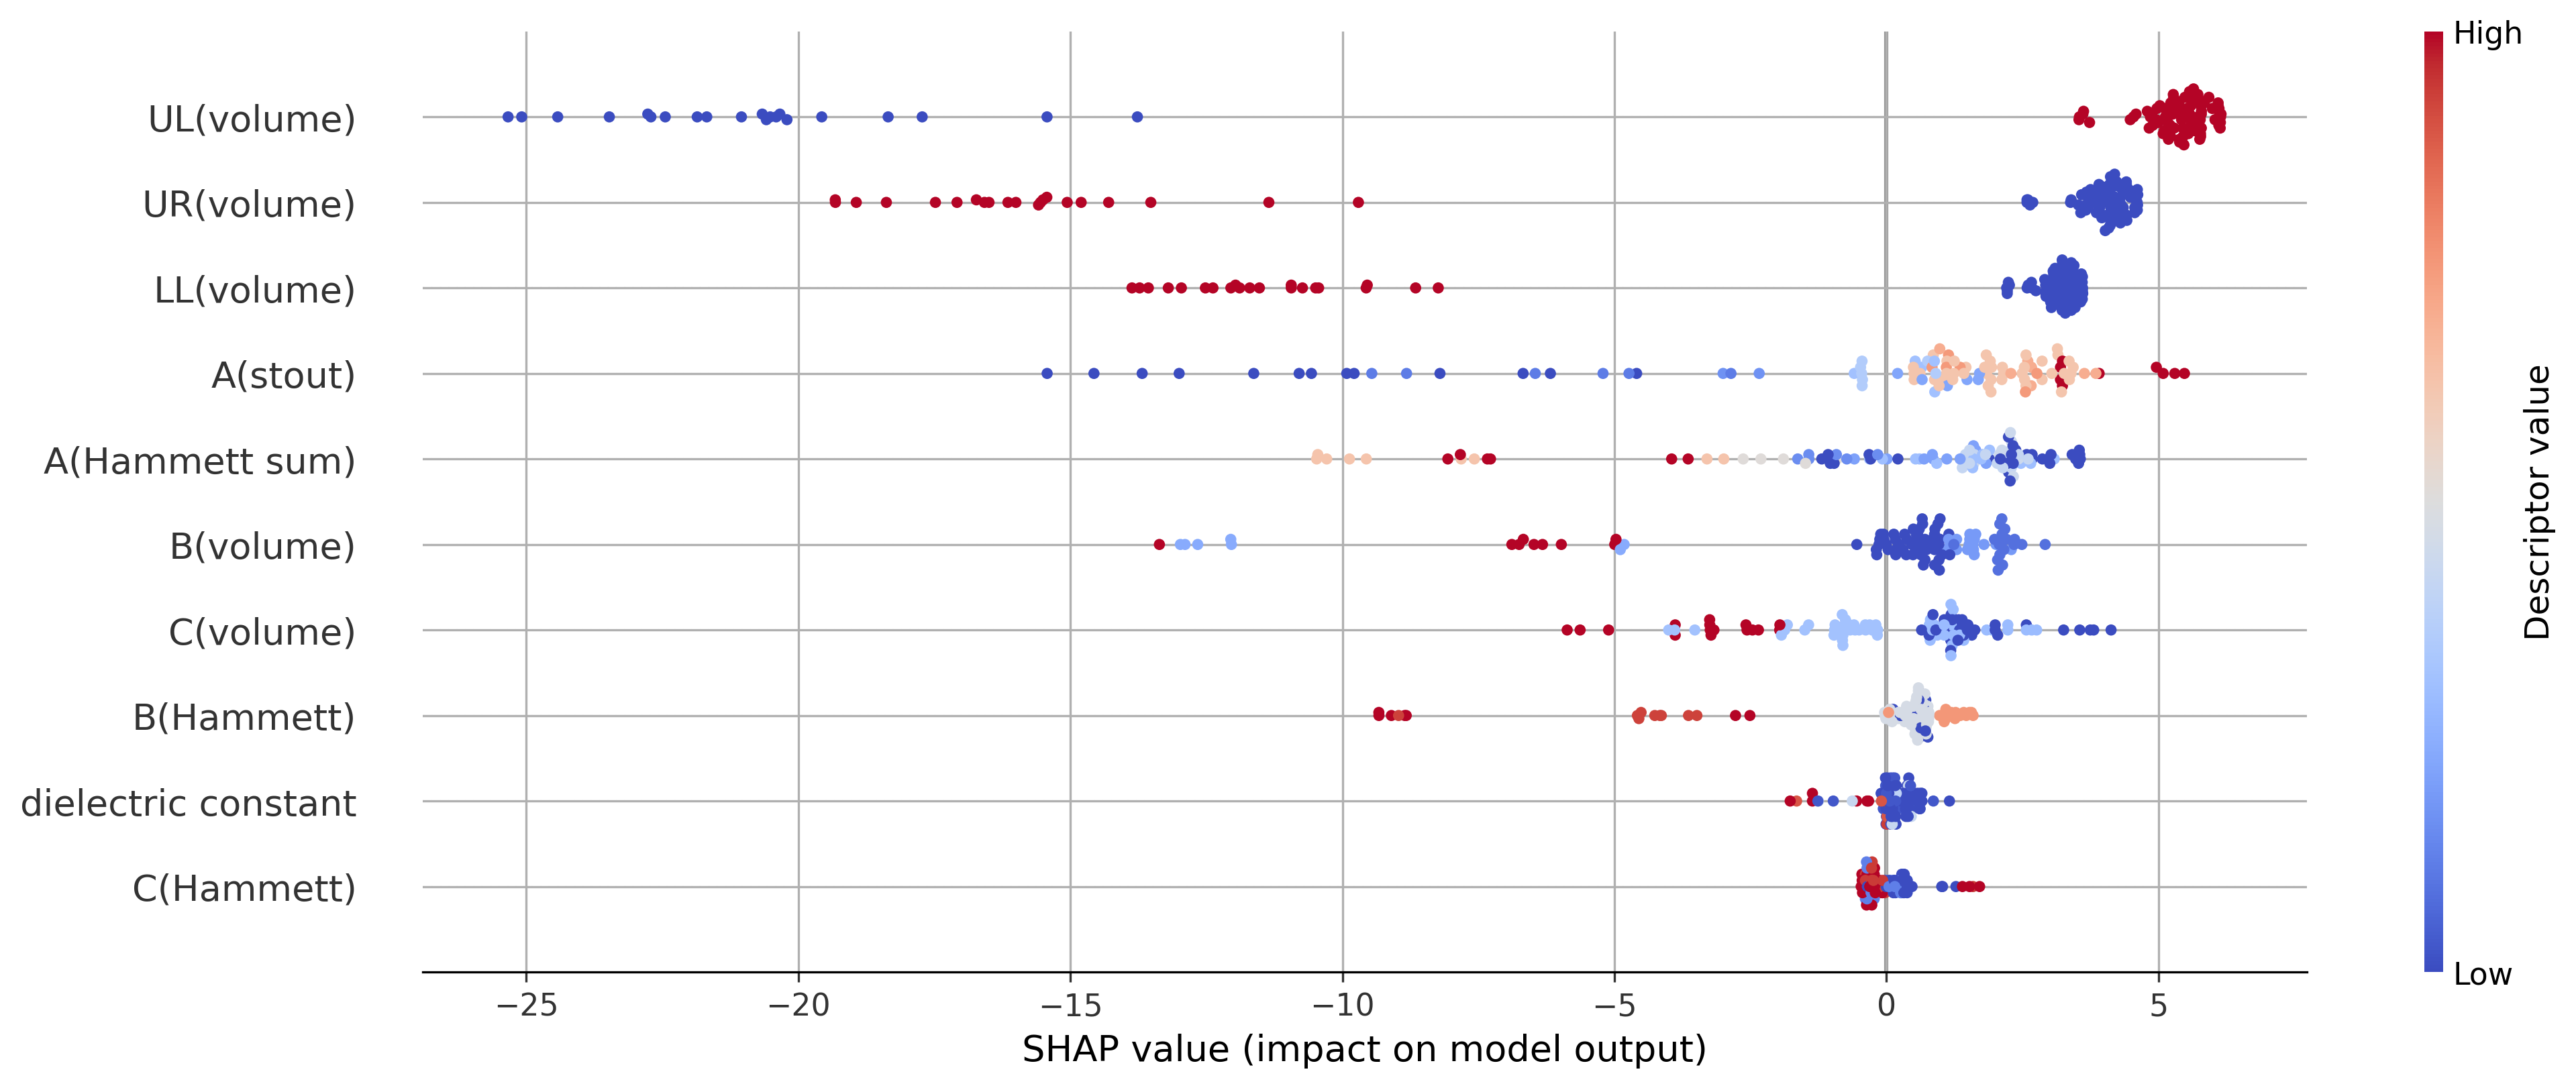 High
UL(volume)
UR(volume)
LL(volume)
A(stout)
A(Hammett sum)
B(volume)
C(volume)
B(Hammett)
dielectric constant
C(Hammett)
Descriptor value
Low
−25 −20 −15 −10 −5 0 5
SHAP value (impact on model output)